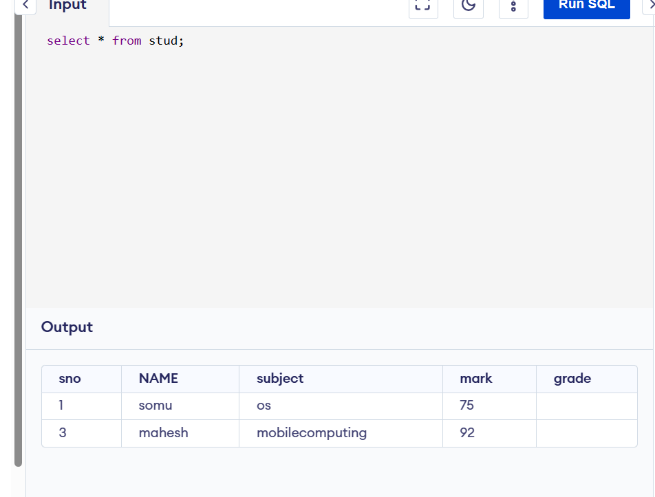 Input
Run SQL
select * from stud;
Output
sno NAME subject mark grade
1 somu os 75
3 mahesh mobilecomputing 92